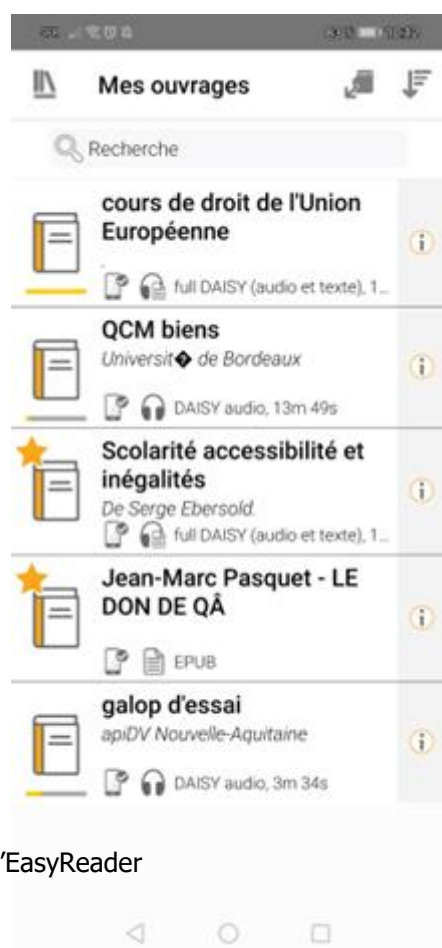 Mes ouvrages
Recherche
cours de droit de l'Union
Européenne
full DAISY (audio et texte), 1...
QCM biens
Universit� de Bordeaux
DAISY audio, 13m 49s
Scolarité accessibilité et
inégalités
De Serge Ebersold.
full DAISY (audio et texte), 1...
Jean-Marc Pasquet - LE
DON DE QÂ
EPUB
galop d'essai
apiDV Nouvelle-Aquitaine
DAISY audio, 3m 34s
’EasyReader